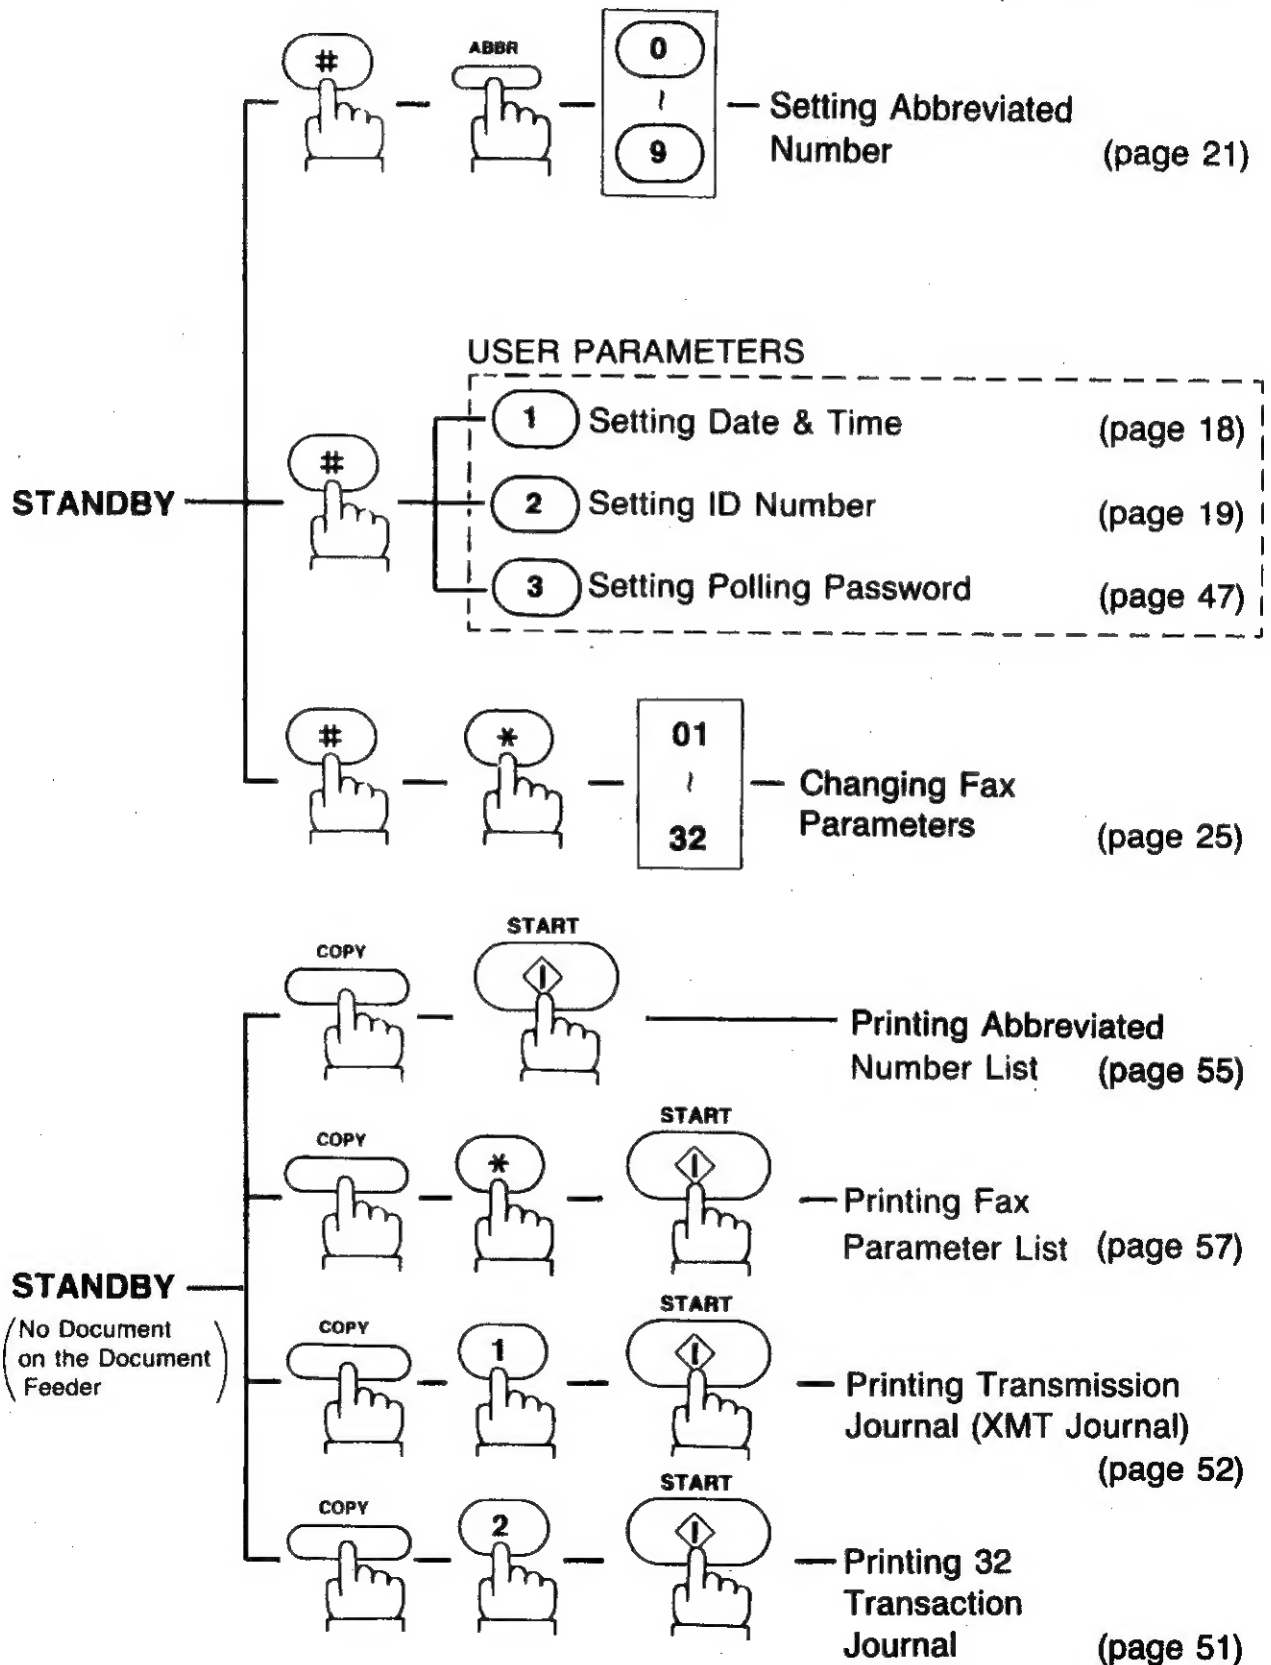 #
ABBR
0
~
9
Setting Abbreviated
Number (page 21)
USER PARAMETERS
1 Setting Date & Time (page 18)
STANDBY
#
2 Setting ID Number (page 19)
3 Setting Polling Password (page 47)
#
*
01
~
32
Changing Fax
Parameters (page 25)
COPY
START
Printing Abbreviated
Number List (page 55)
COPY
*
START
Printing Fax
Parameter List (page 57)
STANDBY
(No Document
on the Document
Feeder)
COPY
1
START
Printing Transmission
Journal (XMT Journal)
(page 52)
COPY
2
START
Printing 32
Transaction
Journal (page 51)